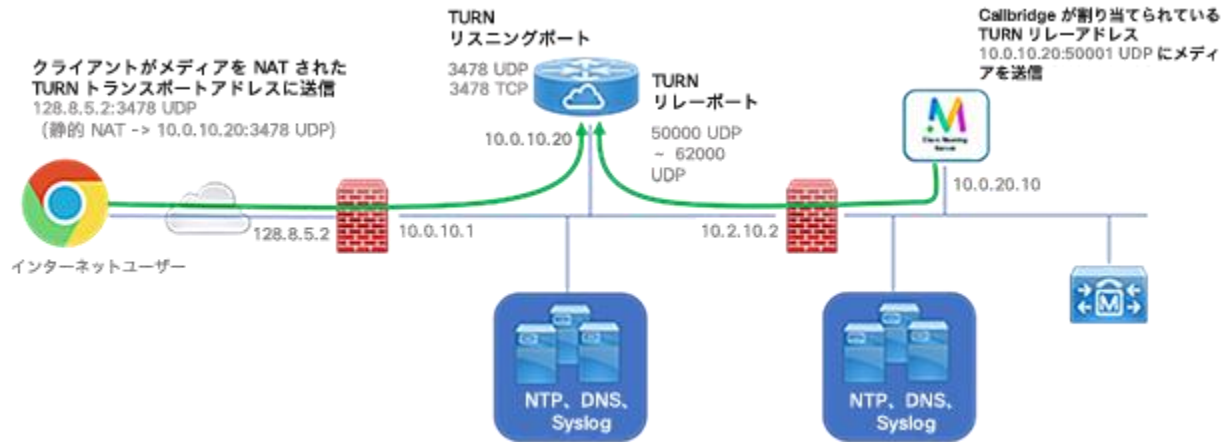 クライアントがメディアを NAT された
TURN トランスポートアドレスに送信
128.8.5.2:3478 UDP
（静的 NAT -> 10.0.10.20:3478 UDP）
インターネットユーザー
128.8.5.2
10.0.10.1
TURN
リスニングポート
3478 UDP
3478 TCP
10.0.10.20
TURN
リレーポート
50000 UDP
~ 62000
UDP
10.2.10.2
Callbridge が割り当てられている
TURN リレーアドレス
10.0.10.20:50001 UDP にメディ
アを送信
10.0.20.10
M
NTP、DNS、
Syslog
NTP、DNS、
Syslog